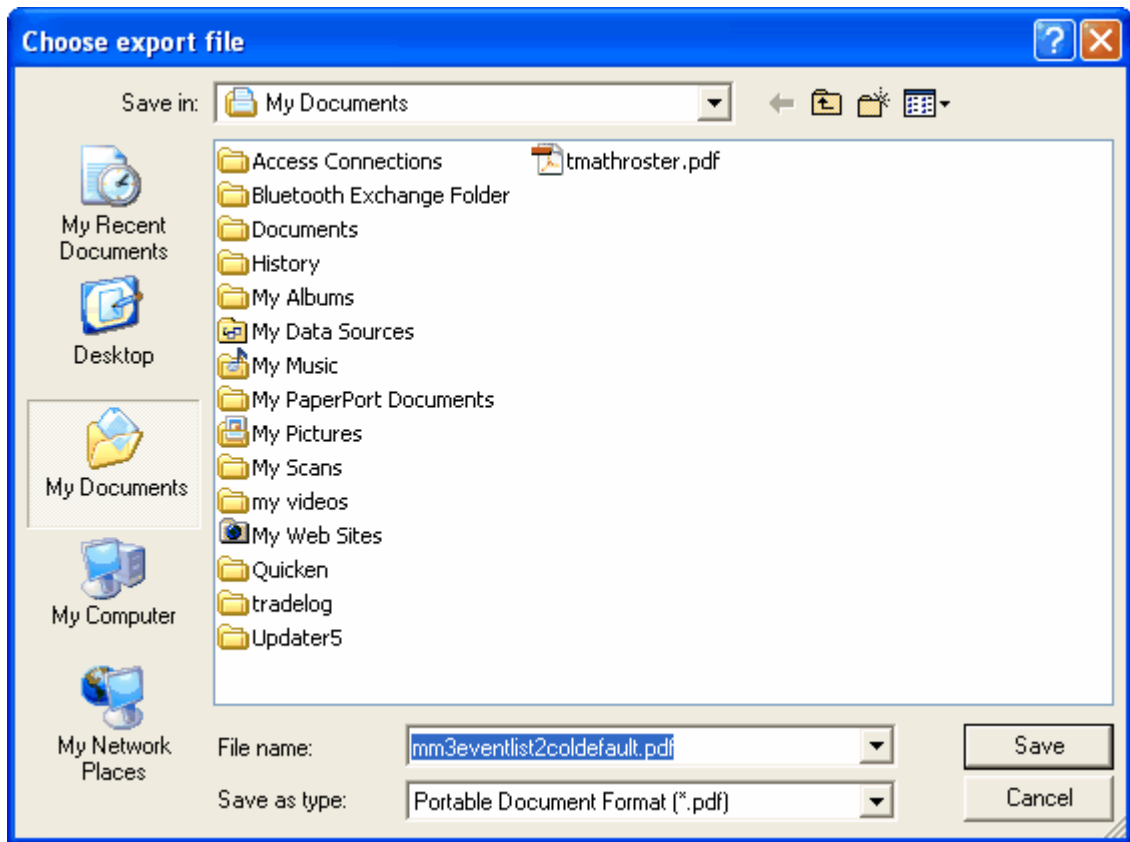 Choose export file
Save in: My Documents
My Recent
Documents
Desktop
My Documents
My Computer
My Network
Places
Access Connections
Bluetooth Exchange Folder
Documents
History
My Albums
My Data Sources
My Music
My PaperPort Documents
My Pictures
My Scans
my videos
My Web Sites
Quicken
tradelog
Updater5
tmathroster.pdf
File name: mm3eventlist2coldefault.pdf Save
Save as type: Portable Document Format (*.pdf) Cancel